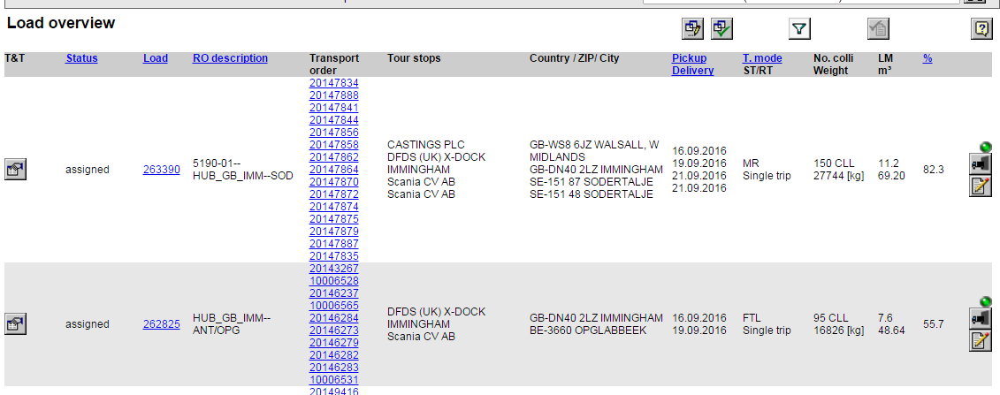 Load overview
T&T Status Load RO description Transport order Tour stops Country / ZIP/ City Pickup Delivery T. mode ST/RT No. colli Weight LM m³ %
20147834
20147888
20147841
20147844
20147856
20147858
20147862
20147864
20147870
20147872
20147874
20147875
20147879
20147887
20147835
assigned 263390
5190-01--
HUB_GB_IMM--SOD
CASTINGS PLC
DFDS (UK) X-DOCK
IMMINGHAM
Scania CV AB
Scania CV AB
GB-WS8 6JZ WALSALL, W
MIDLANDS
GB-DN40 2LZ IMMINGHAM
SE-151 87 SODERTALJE
SE-151 48 SODERTALJE
16.09.2016
19.09.2016
21.09.2016
21.09.2016
MR
Single trip
150 CLL
27744 [kg]
11.2
69.20
82.3
20143267
10006528
20146237
10006565
20146284
20146273
20146279
20146282
20146283
10006531
assigned 262825
HUB_GB_IMM--
ANT/OPG
DFDS (UK) X-DOCK
IMMINGHAM
Scania CV AB
GB-DN40 2LZ IMMINGHAM
BE-3660 OPGLABBEEK
16.09.2016
19.09.2016
FTL
Single trip
95 CLL
16826 [kg]
7.6
48.64
55.7
20149416